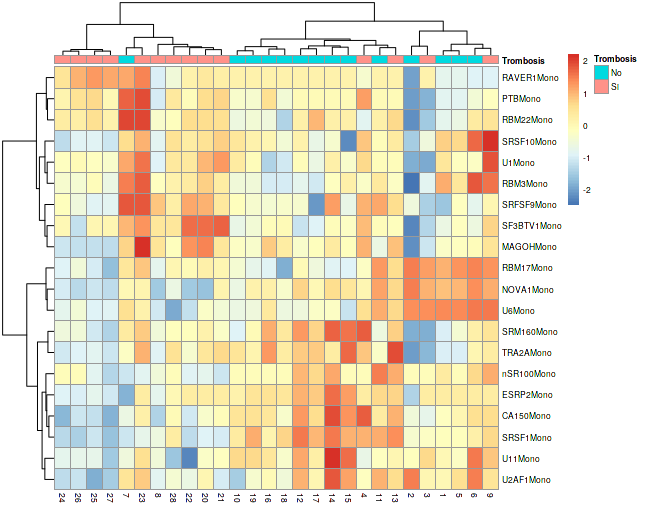 Trombosis
RAVER1Mono
PTBMono
RBM22Mono
SRSF10Mono
U1Mono
RBM3Mono
SRFSF9Mono
SF3BTV1Mono
MAGOHMono
RBM17Mono
NOVA1Mono
U6Mono
SRM160Mono
TRA2AMono
nSR100Mono
ESRP2Mono
CA150Mono
SRSF1Mono
U11Mono
U2AF1Mono
24 26 25 27 7 23 8 28 22 20 21 10 19 16 18 12 17 14 15 4 11 13 2 3 1 5 6 9
2
1
0
-1
-2
Trombosis
No
SI